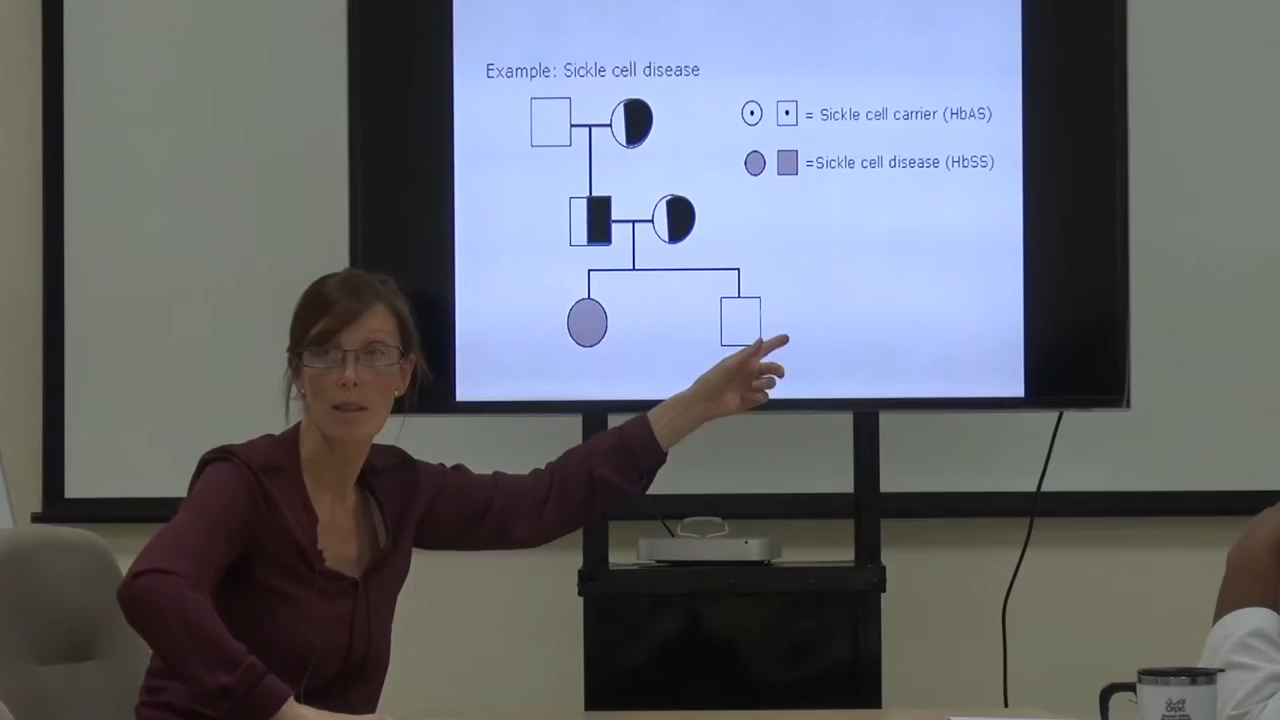 Example: Sickle cell disease
= Sickle cell carrier (HbAS)
=Sickle cell disease (HbSS)